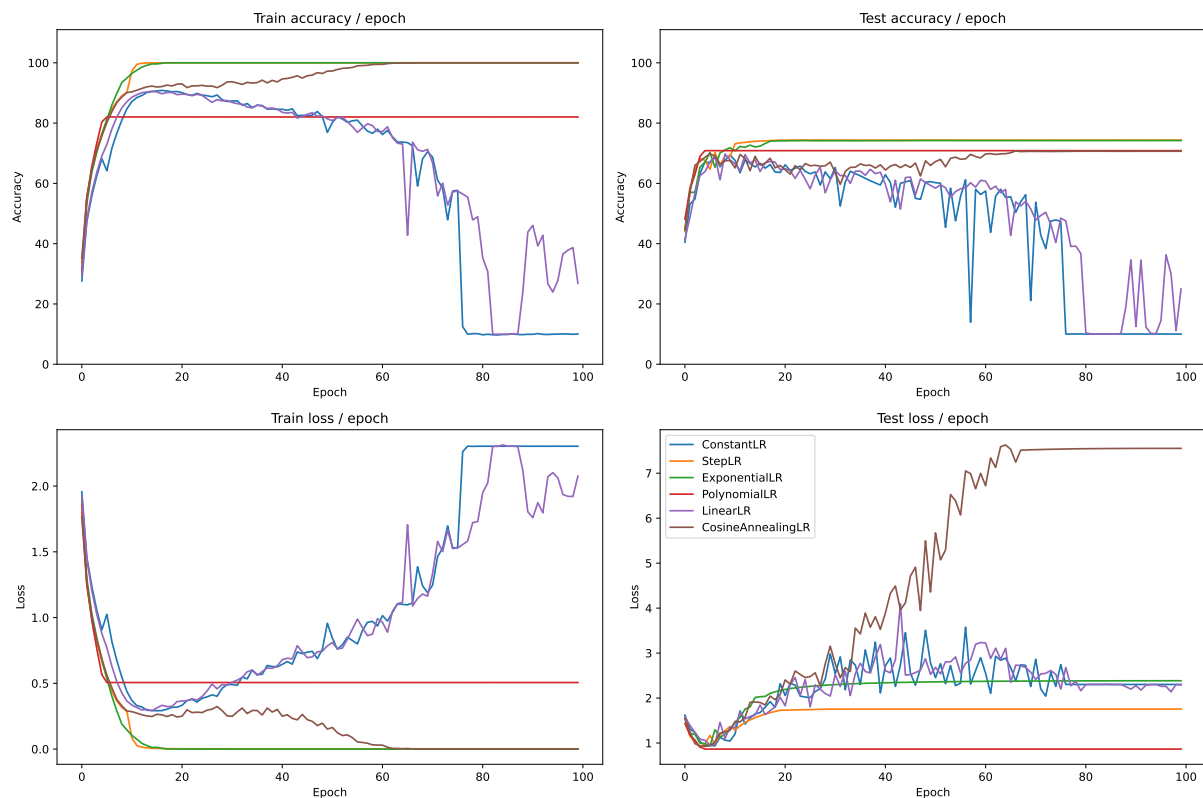 Train accuracy / epoch
Accuracy
100
80
60
40
20
0
0 20 40 60 80 100
Epoch
Test accuracy / epoch
Accuracy
100
80
60
40
20
0
0 20 40 60 80 100
Epoch
Train loss / epoch
Loss
2.0
1.5
1.0
0.5
0.0
0 20 40 60 80 100
Epoch
Test loss / epoch
Loss
7
6
5
4
3
2
1
ConstantLR
StepLR
ExponentialLR
PolynomialLR
LinearLR
CosineAnnealingLR
0 20 40 60 80 100
Epoch